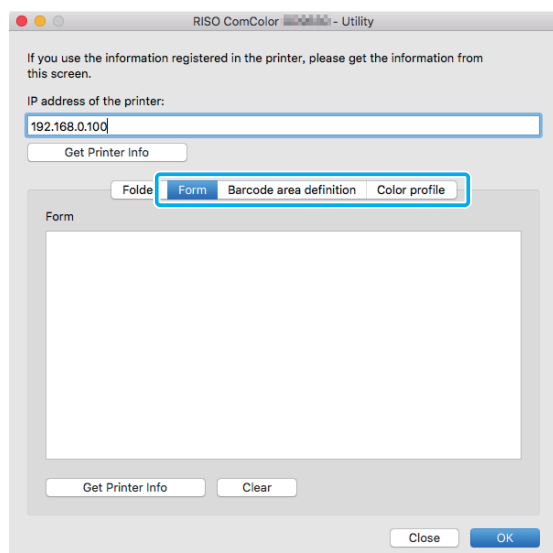 RISO ComColor - Utility
If you use the information registered in the printer, please get the information from
this screen.
IP address of the printer:
192.168.0.100
Get Printer Info
Folde Form Barcode area definition Color profile
Form
Get Printer Info Clear
Close OK